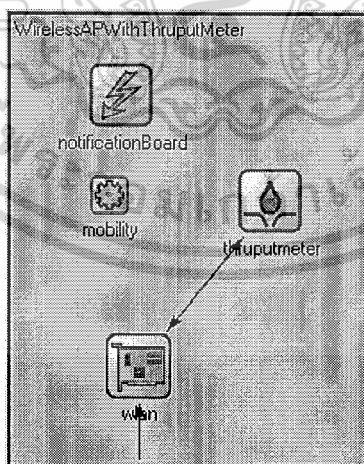 WirelessAPWithThruputMeter
notificationBoard
mobility
thruputmeter
wlan